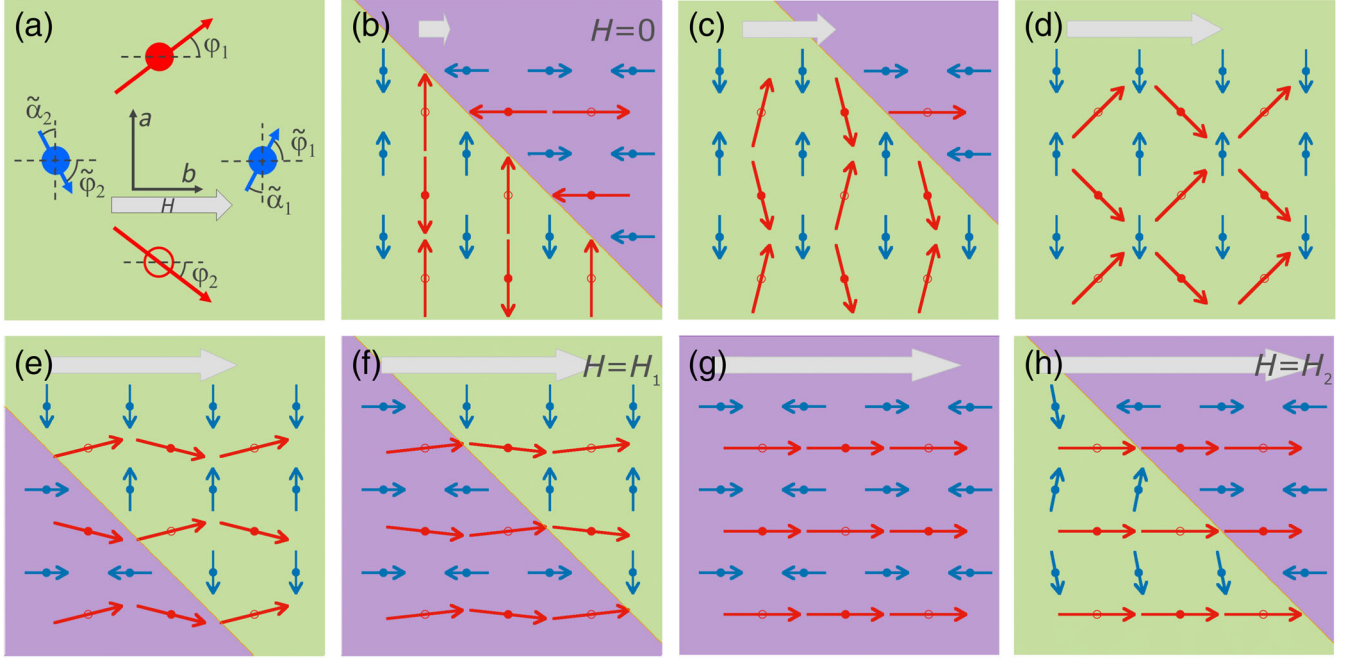 (a)
φ₁
α̃₂
a
φ̃₁
φ̃₂
b
H
α̃₁
φ₂
(b)
H=0
(c)
(d)
(e)
(f)
H=H₁
(g)
(h)
H=H₂